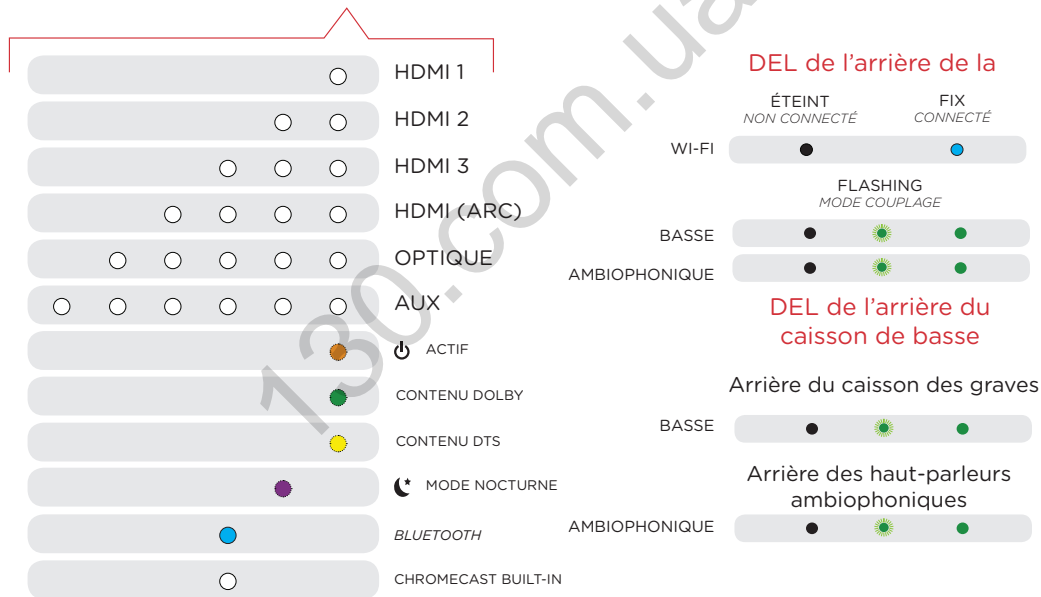 HDMI 1
HDMI 2
HDMI 3
HDMI (ARC)
OPTIQUE
AUX
ACTIF
CONTENU DOLBY
CONTENU DTS
MODE NOCTURNE
BLUETOOTH
CHROMECAST BUILT-IN
DEL de l'arrière de la
ÉTEINT FIX
NON CONNECTÉ CONNECTÉ
WI-FI
FLASHING
MODE COUPLAGE
BASSE
AMBIOPHONIQUE
DEL de l'arrière du
caisson de basse
Arrière du caisson des graves
BASSE
Arrière des haut-parleurs
ambiophoniques
AMBIOPHONIQUE
130.com.ua